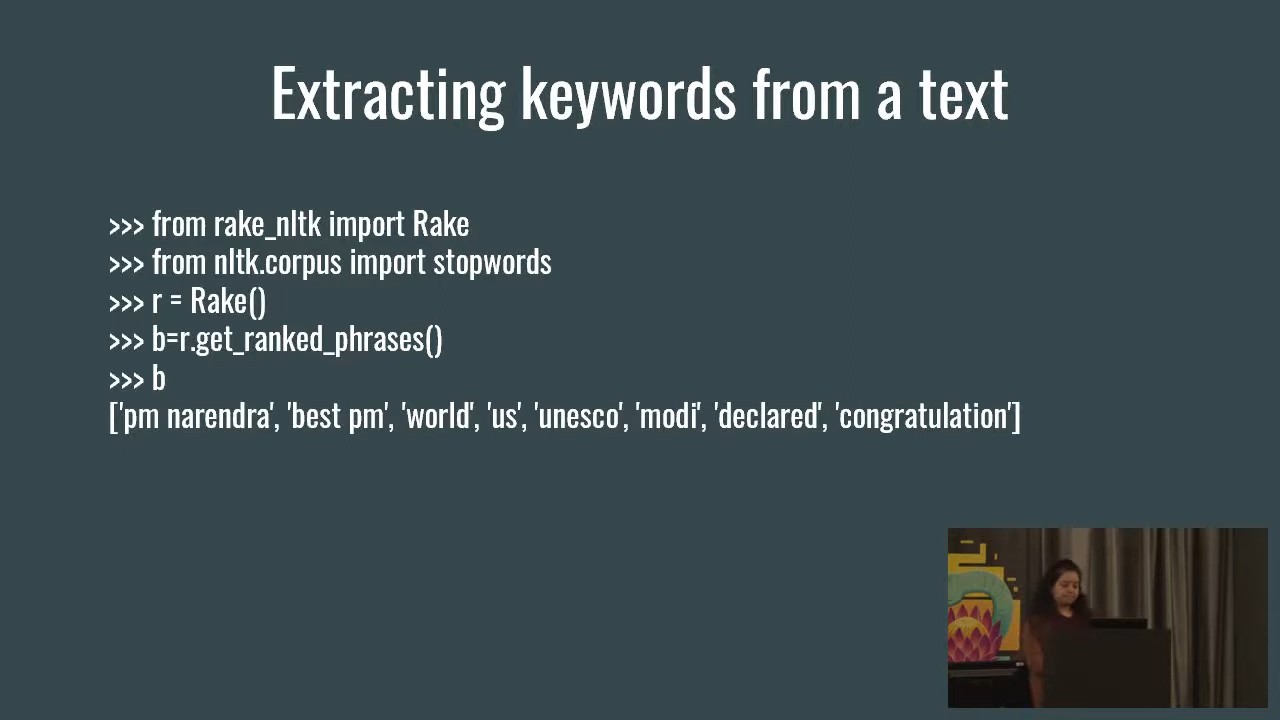 Extracting keywords from a text
>>> from rake_nltk import Rake
>>> from nltk.corpus import stopwords
>>> r = Rake()
>>> b=r.get_ranked_phrases()
>>> b
['pm narendra', 'best pm', 'world', 'us', 'unesco', 'modi', 'declared', 'congratulation']